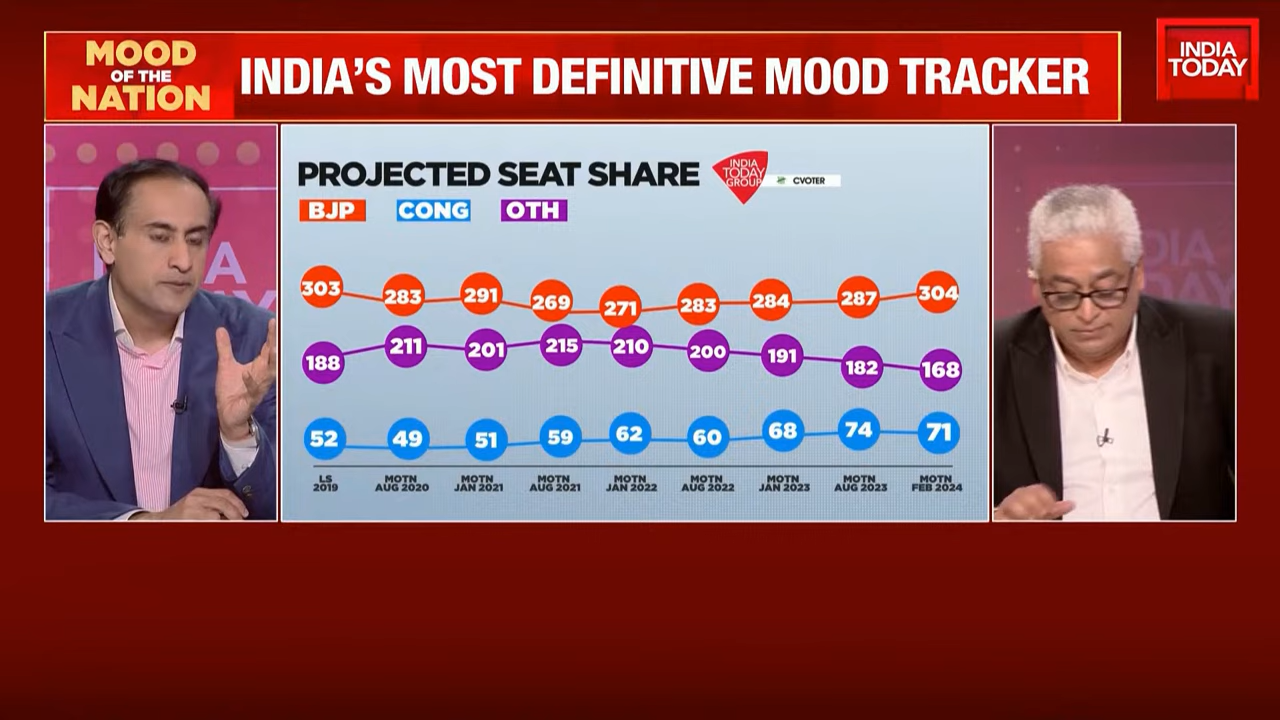 MOOD
OF THE
NATION
INDIA'S MOST DEFINITIVE MOOD TRACKER
INDIA
TODAY
PROJECTED SEAT SHARE
INDIA
TODAY
GROUP
CVOTER
BJP CONG OTH
303 283 291 269 271 283 284 287 304
188 211 201 215 210 200 191 182 168
52 49 51 59 62 60 68 74 71
LS MOTN MOTN MOTN MOTN MOTN MOTN MOTN MOTN
2019 AUG 2020 JAN 2021 AUG 2021 JAN 2022 AUG 2022 JAN 2023 AUG 2023 FEB 2024